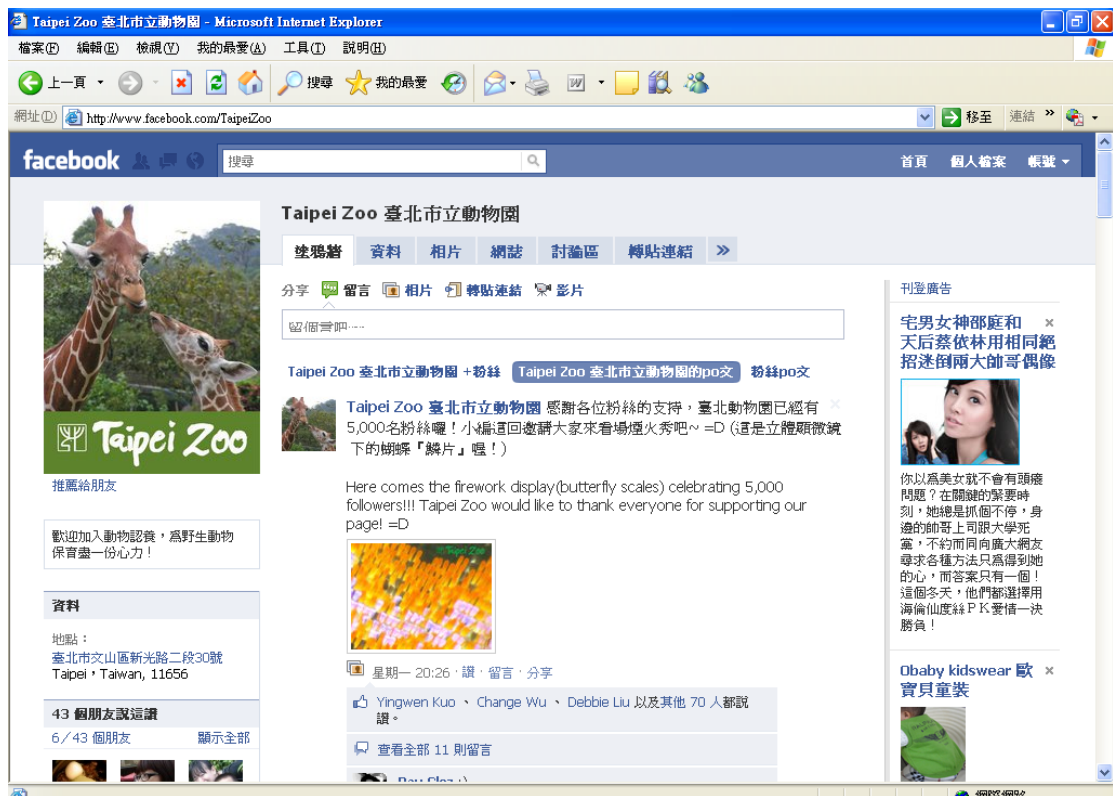 Taipei Zoo 臺北市立動物園 - Microsoft Internet Explorer
檔案(F) 編輯(E) 檢視(V) 我的最愛(A) 工具(T) 說明(H)
上一頁 搜尋 我的最愛
網址(D) http://www.facebook.com/TaipeiZoo 移至 連結 »
facebook 搜尋 首頁 個人檔案 帳號
Taipei Zoo
推薦給朋友
歡迎加入動物認養,為野生動物
保育盡一份心力!
資料
地點:
臺北市文山區新光路二段30號
Taipei,Taiwan, 11656
43 個朋友說這讚
6/43 個朋友 顯示全部
Taipei Zoo 臺北市立動物園
塗鴉牆 資料 相片 網誌 討論區 轉貼連結 »
分享 留言 相片 轉貼連結 影片
留個言吧……
Taipei Zoo 臺北市立動物園 +粉絲 Taipei Zoo 臺北市立動物園的po文 粉絲po文
Taipei Zoo 臺北市立動物園 感謝各位粉絲的支持,臺北動物園已經有
5,000名粉絲囉!小編這回邀請大家來看場煙火秀吧~ =D (這是立體顯微鏡
下的蝴蝶「鱗片」喔!)
Here comes the firework display(butterfly scales) celebrating 5,000
followers!!! Taipei Zoo would like to thank everyone for supporting our
page! =D
Taipei Zoo
星期一 20:26 · 讚 · 留言 · 分享
Yingwen Kuo 、 Change Wu 、 Debbie Liu 以及其他 70 人都說
讚。
查看全部 11 則留言
刊登廣告
宅男女神邵庭和 ×
天后蔡依林用相同絕
招迷倒兩大帥哥偶像
你以為美女就不會有頭癢
問題?在關鍵的緊要時
刻,她總是抓個不停,身
邊的帥哥上司跟大學死
黨,不約而同向廣大網友
尋求各種方法只為得到她
的心,而答案只有一個!
這個冬天,他們都選擇用
海倫仙度絲PK愛情一決
勝負!
Obaby kidswear 歐 ×
寶貝童裝
網際網路